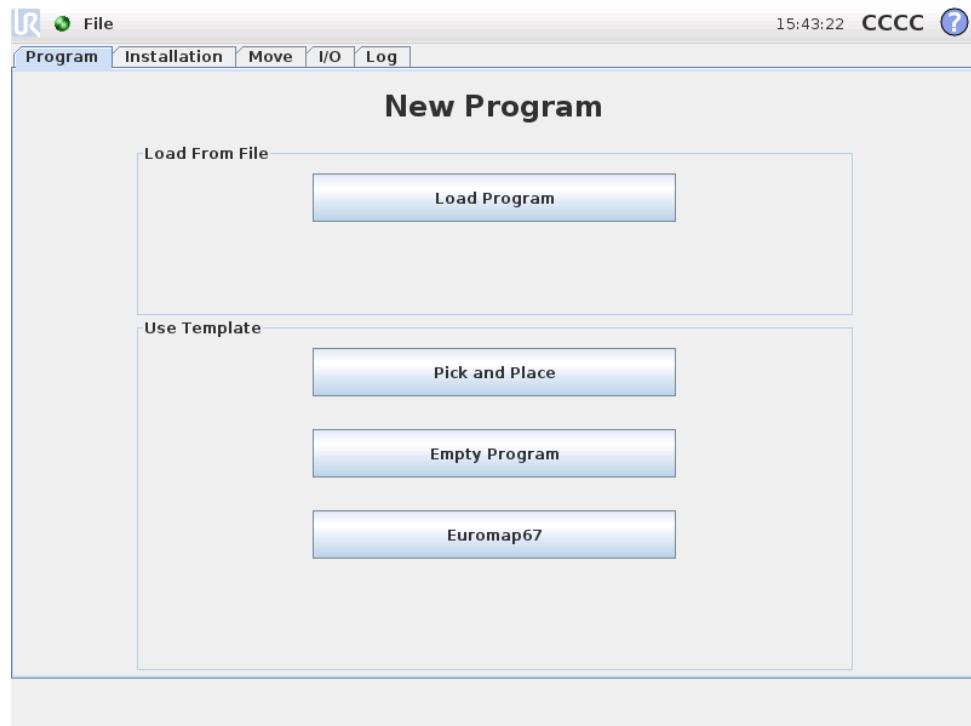 UR File 15:43:22 CCCC ?
Program Installation Move I/O Log
New Program
Load From File
Load Program
Use Template
Pick and Place
Empty Program
Euromap67